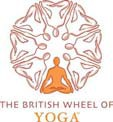 THE BRITISH WHEEL OF
YOGA